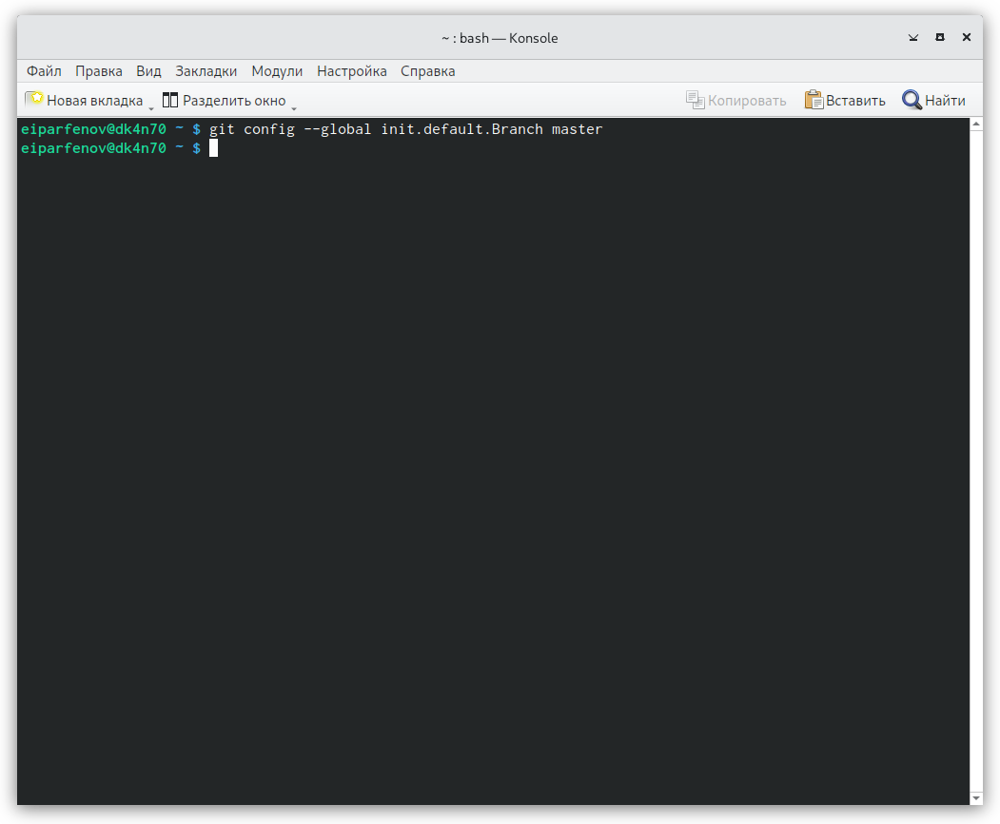 ~ : bash — Konsole
Файл Правка Вид Закладки Модули Настройка Справка
Новая вкладка Разделить окно Копировать Вставить Найти
eiparfenov@dk4n70 ~ $ git config --global init.default.Branch master
eiparfenov@dk4n70 ~ $